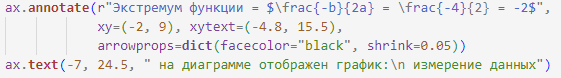 ax.annotate(r"Экстремум функции = $\frac{-b}{2a} = \frac{-4}{2} = -2$",
xy=(-2, 9), xytext=(-4.8, 15.5),
arrowprops=dict(facecolor="black", shrink=0.05))
ax.text(-7, 24.5, " на диаграмме отображен график:\n измерение данных")